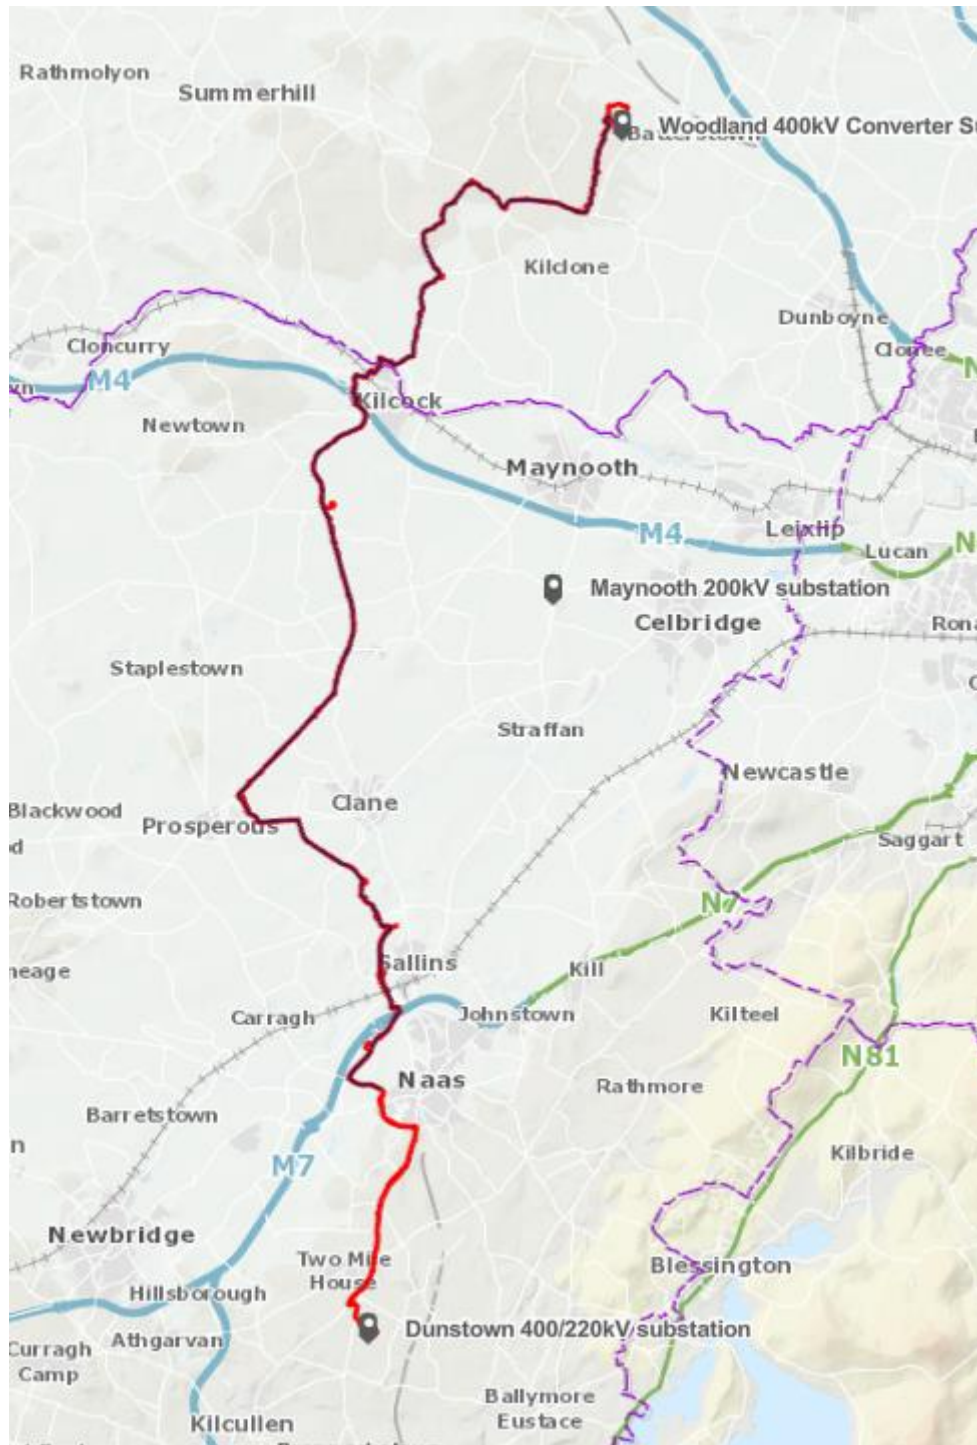 Rathmolyon
Summerhill
Woodland 400kV Converter
Kilclone
Dunboyne
Clonee
Cloncurry
M4
Kilcock
Newtown
Maynooth
M4
Leixlip
Lucan
Maynooth 200kV substation
Celbridge
Staplestown
Straffan
Newcastle
Clane
Blackwood
Prosperous
Saggart
Robertstown
N7
Sallins
Kill
Carragh
Johnstown
Kilteel
N81
Naas
Rathmore
Barretstown
Kilbride
M7
Newbridge
Two Mile
House
Blessington
Hillsborough
Dunstown 400/220kV substation
Athgarvan
Curragh
Camp
Ballymore
Eustace
Kilcullen